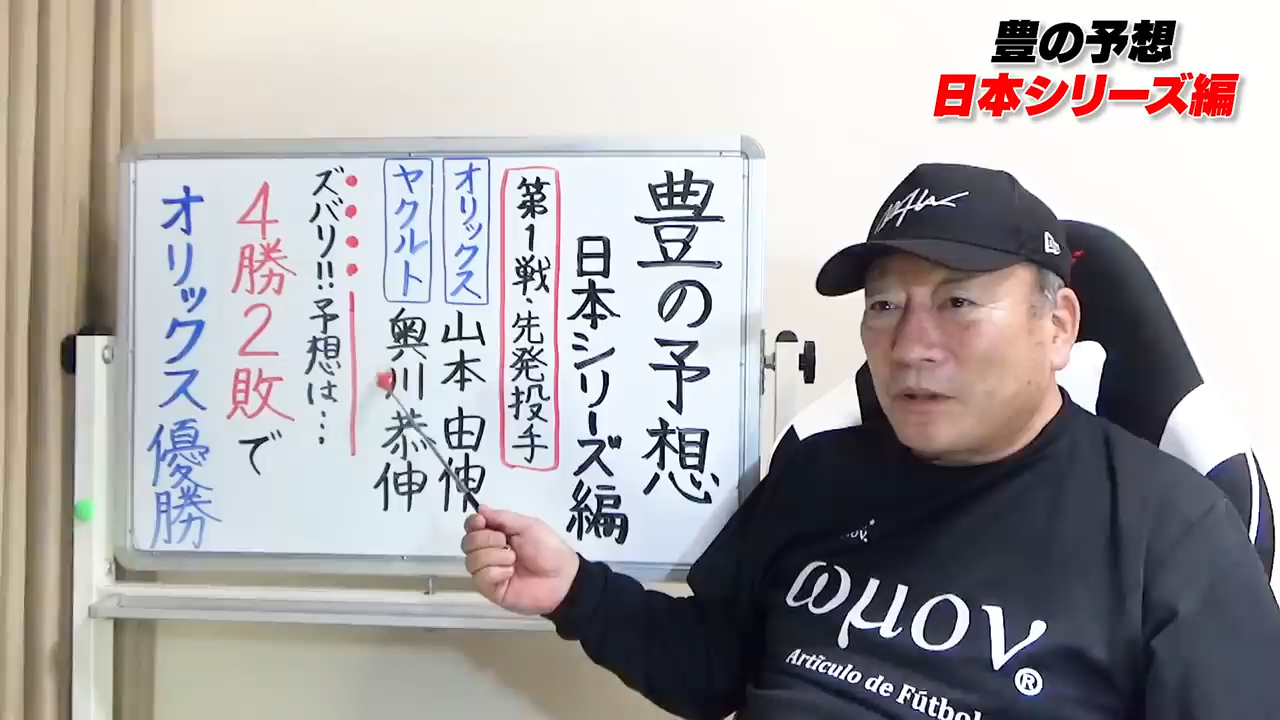 豊の予想
日本シリーズ編
豊の予想
日本シリーズ編
第1戦・先発投手
オリックス 山本 由伸
ヤクルト 奥川 恭伸
ズバリ!!予想は…
4勝2敗で
オリックス優勝
ωμον®
Artículo de Fútbol